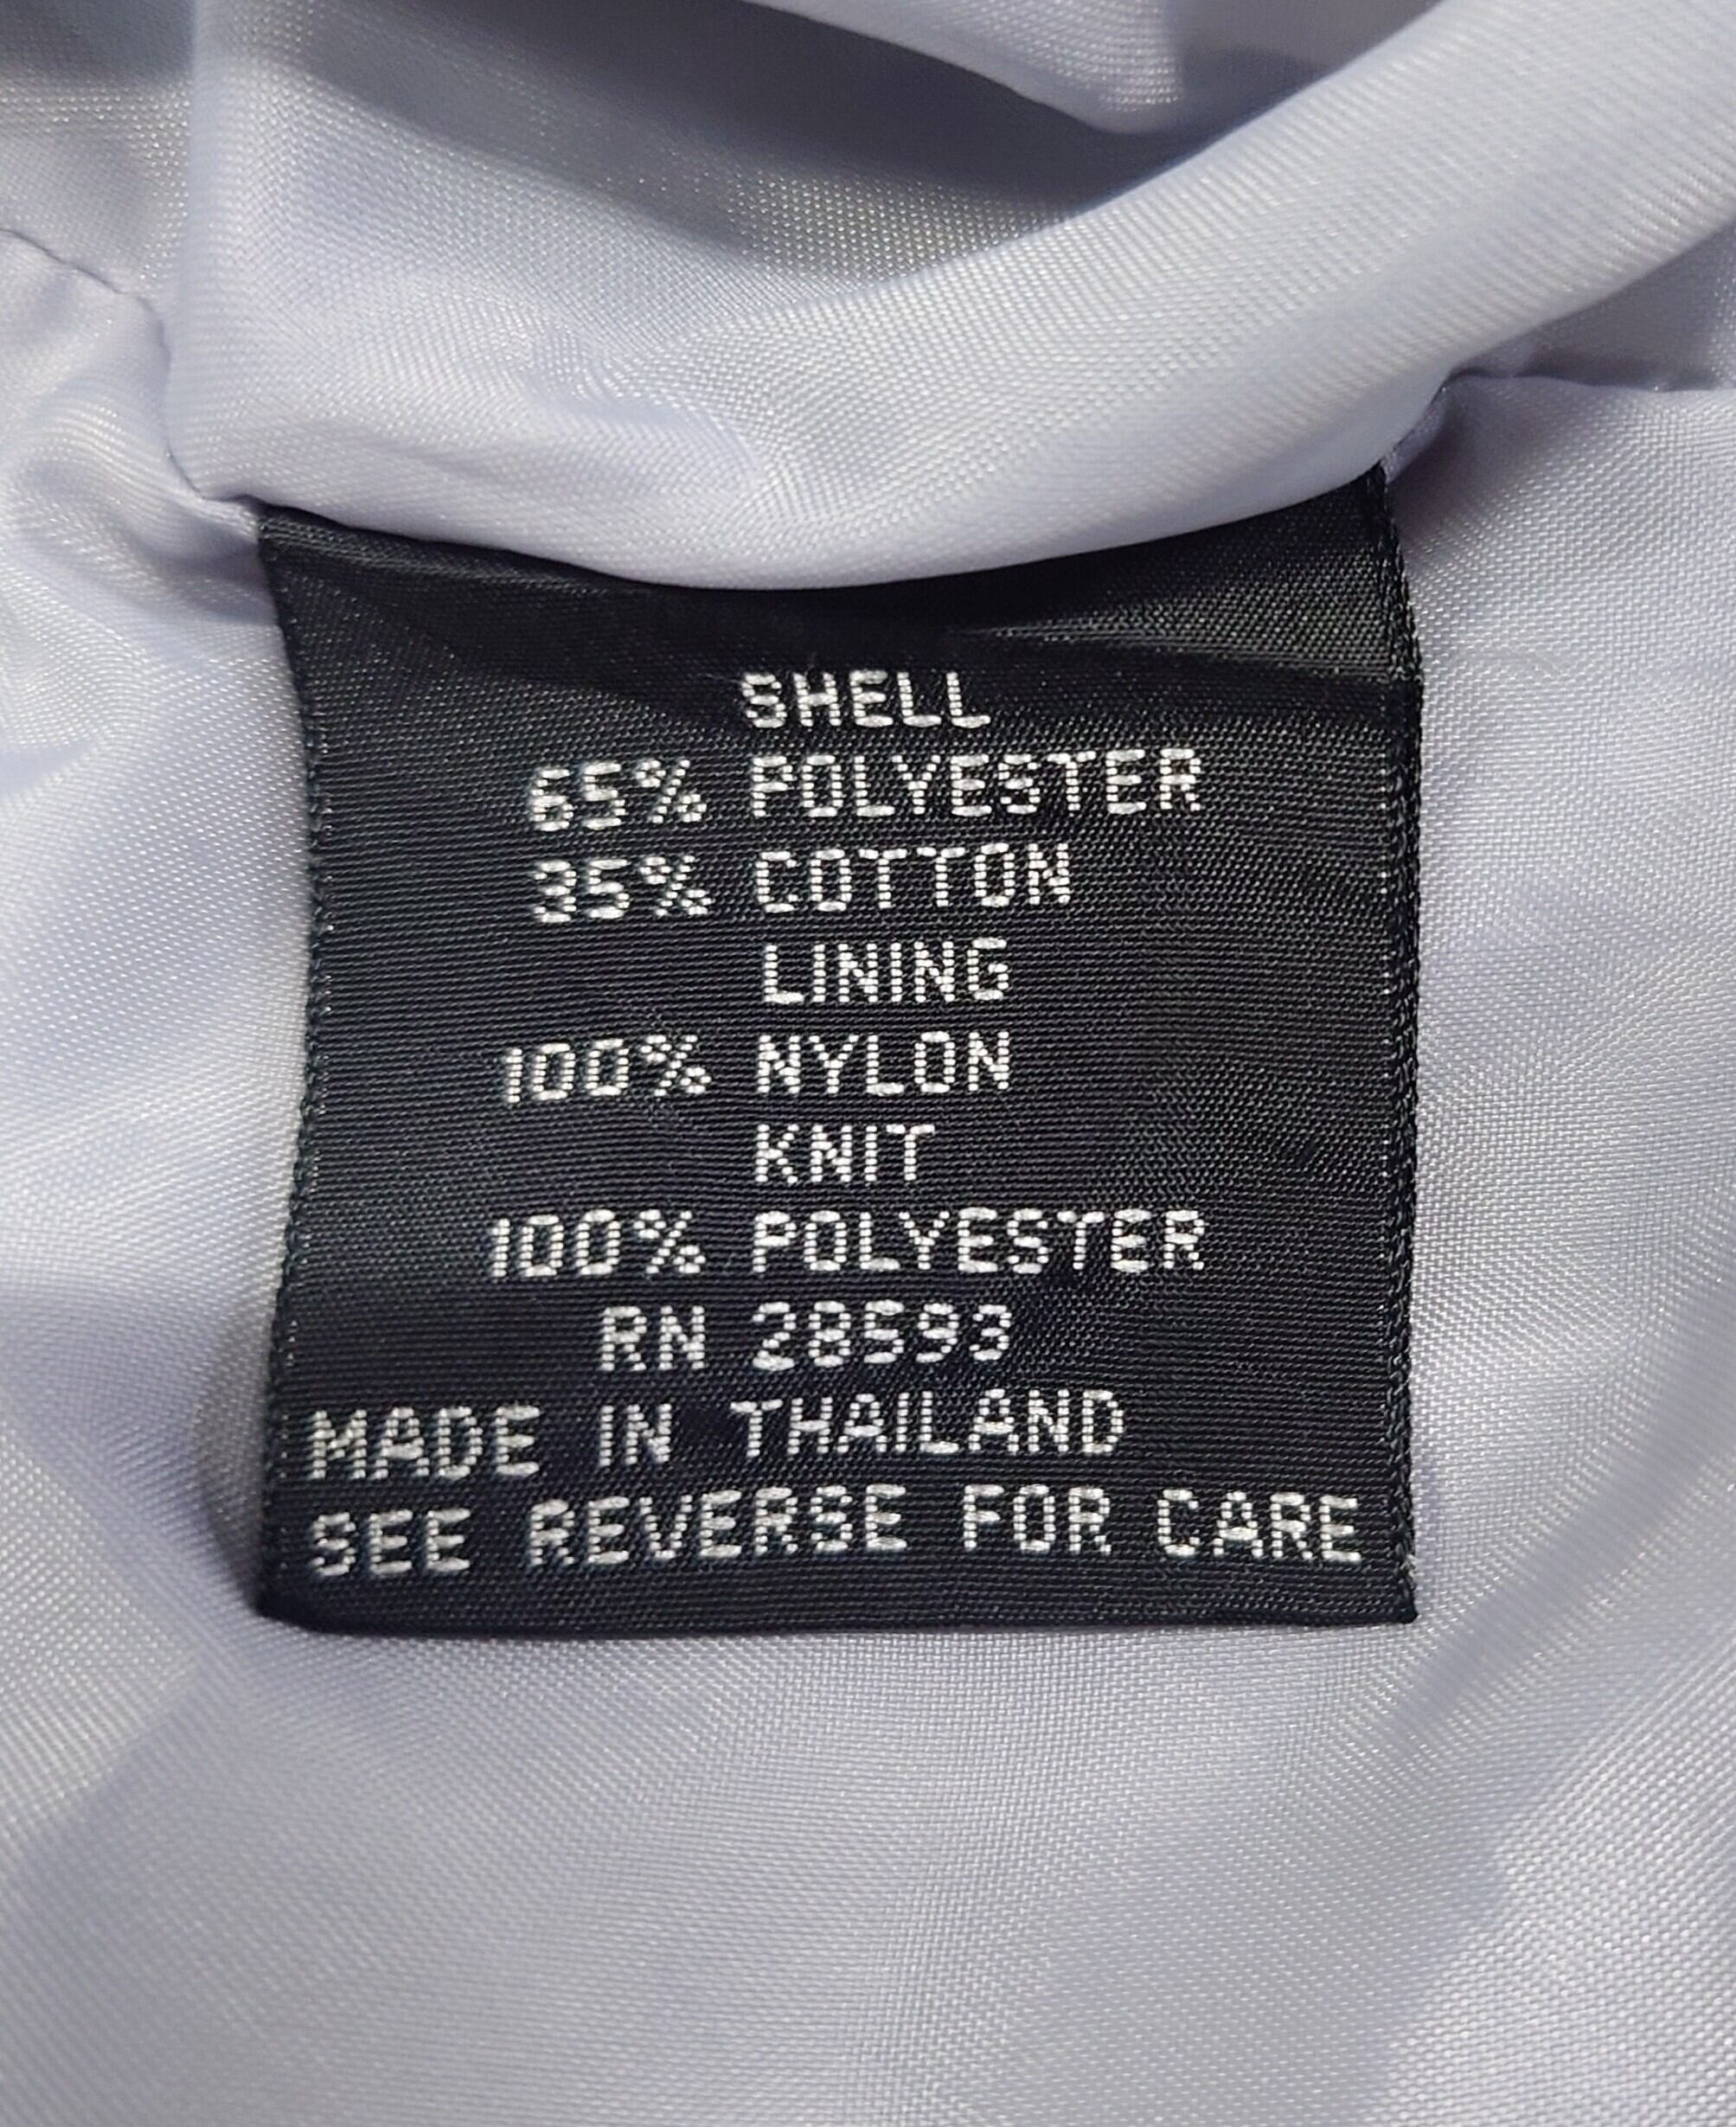 SHELL
65% POLYESTER
35% COTTON
LINING
100% NYLON
KNIT
100% POLYESTER
RN 28593
MADE IN THAILAND
SEE REVERSE FOR CARE